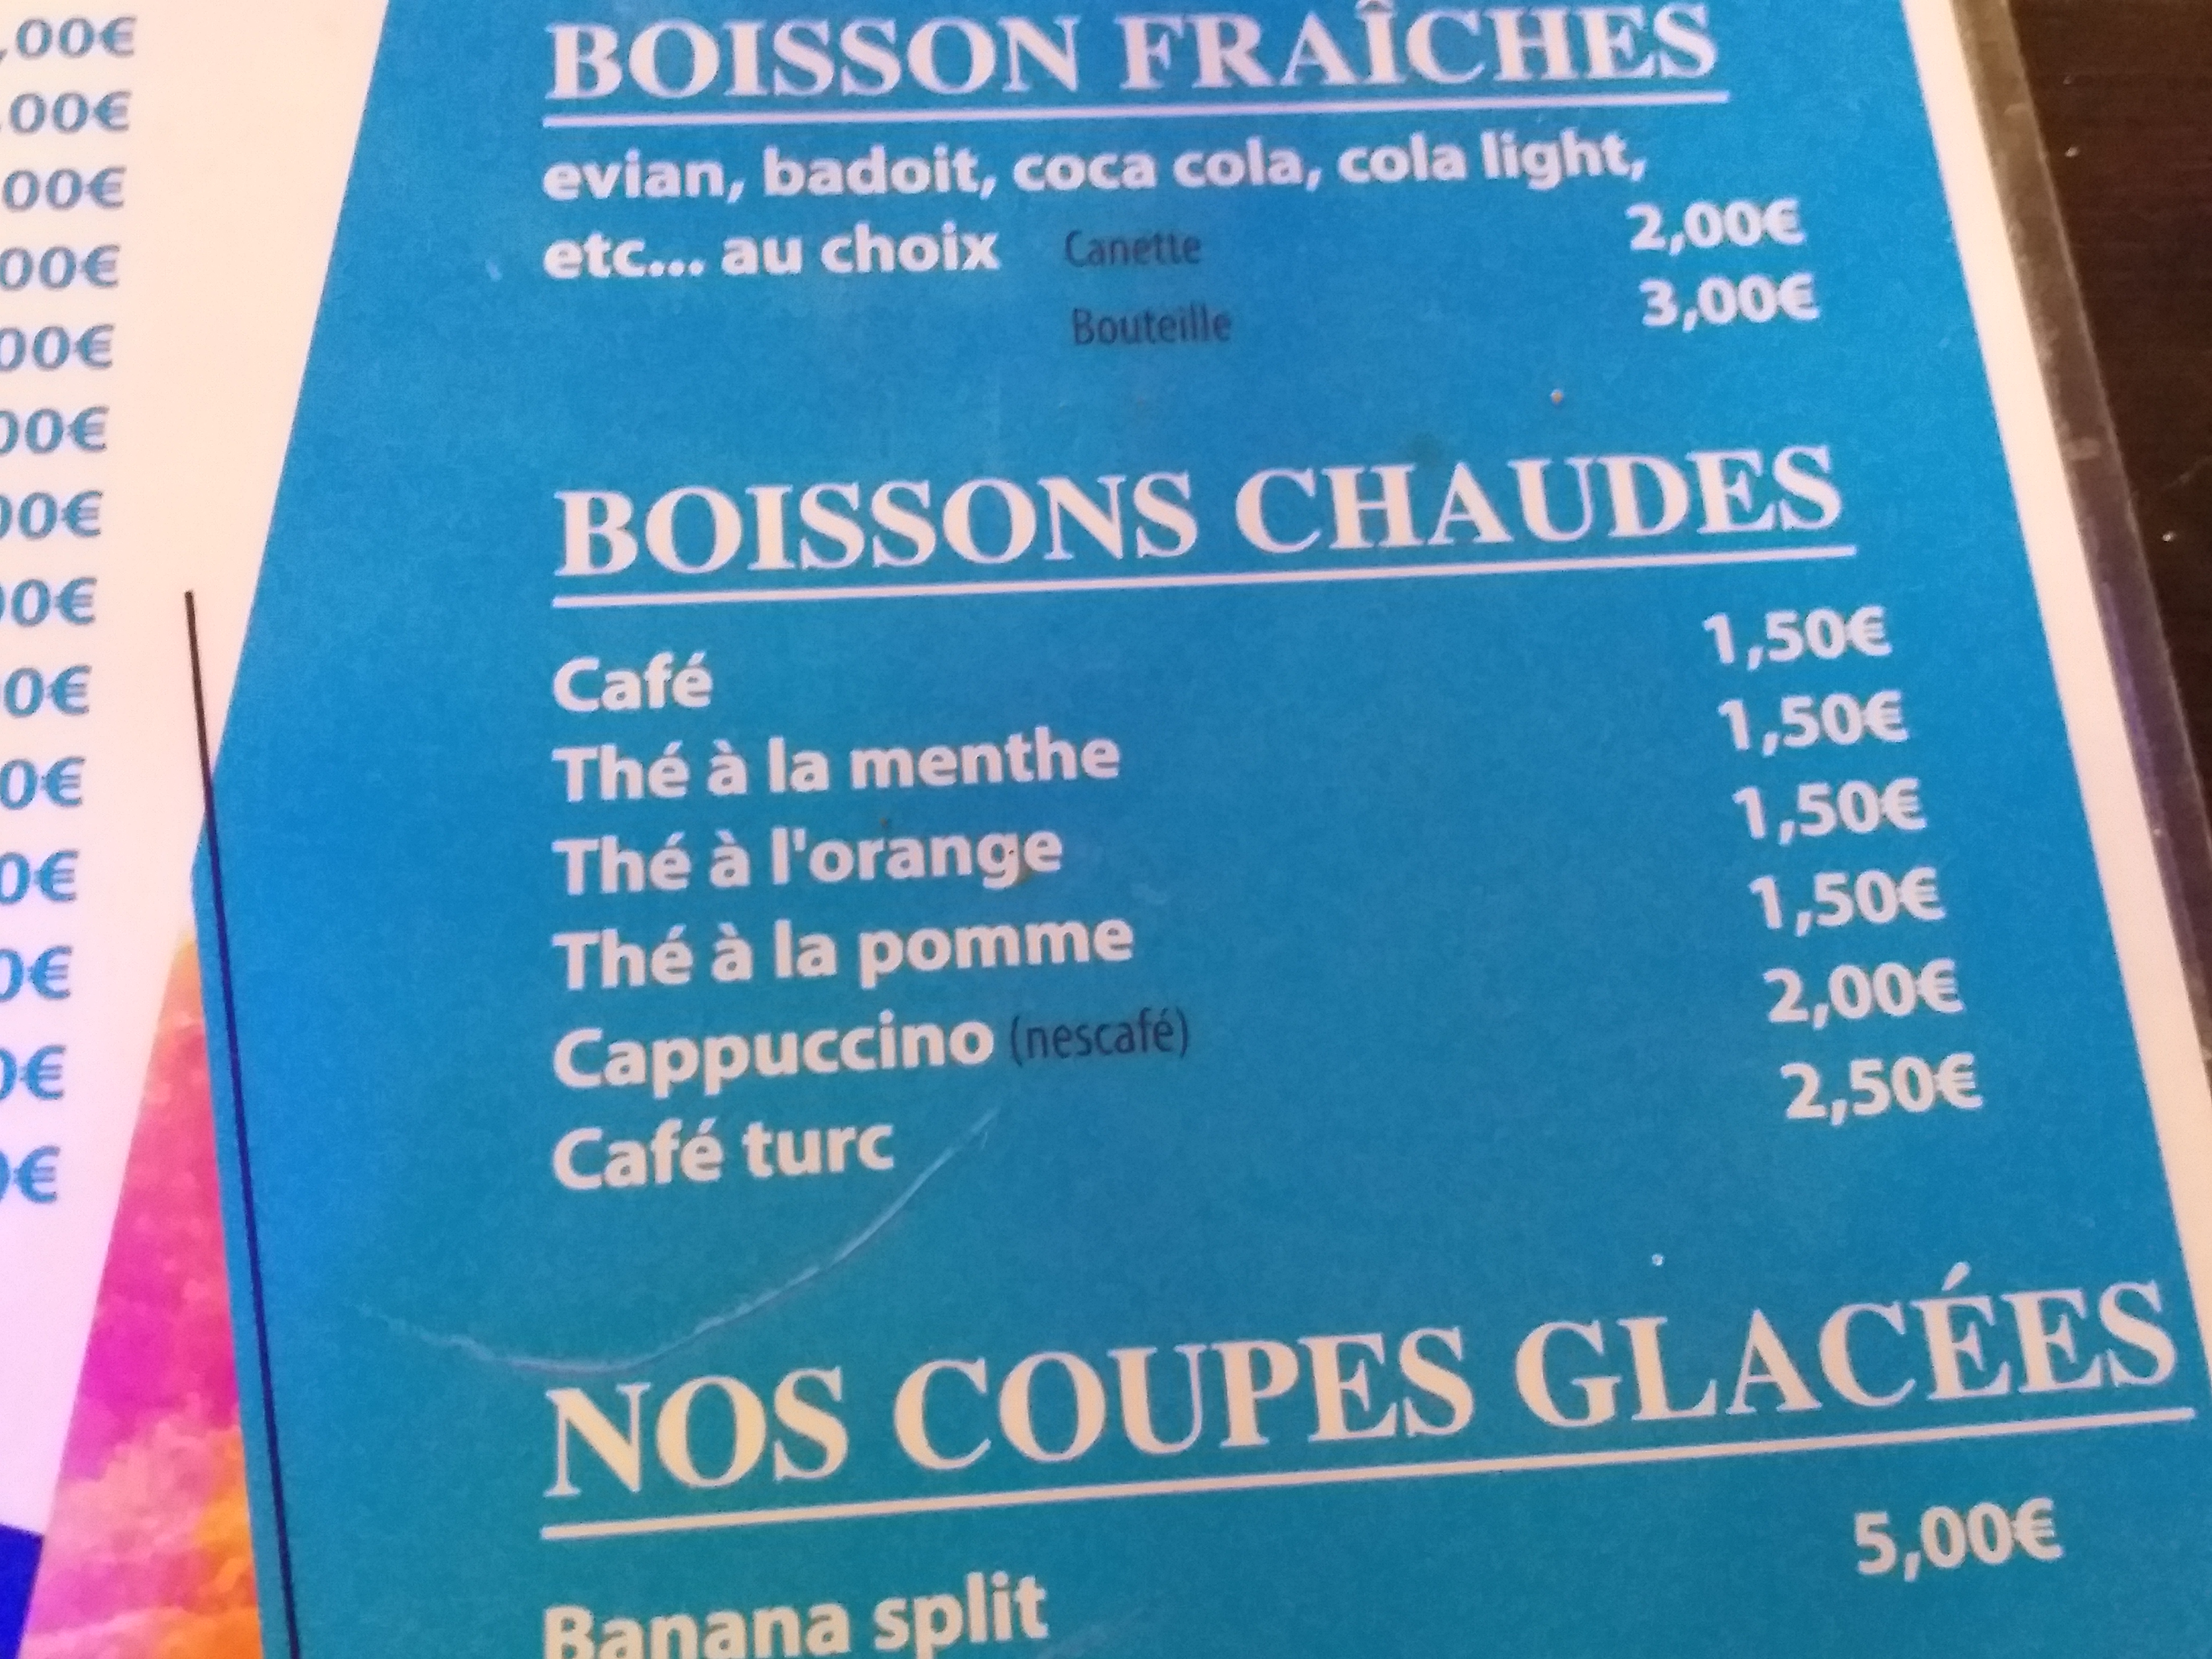 BOISSON FRAÎCHES
evian, badoit, coca cola, cola light,
etc... au choix Canette 2,00€
Bouteille 3,00€
BOISSONS CHAUDES
Café 1,50€
Thé à la menthe 1,50€
Thé à l'orange 1,50€
Thé à la pomme 1,50€
Cappuccino (nescafé) 2,00€
Café turc 2,50€
NOS COUPES GLACÉES
Banana split 5,00€